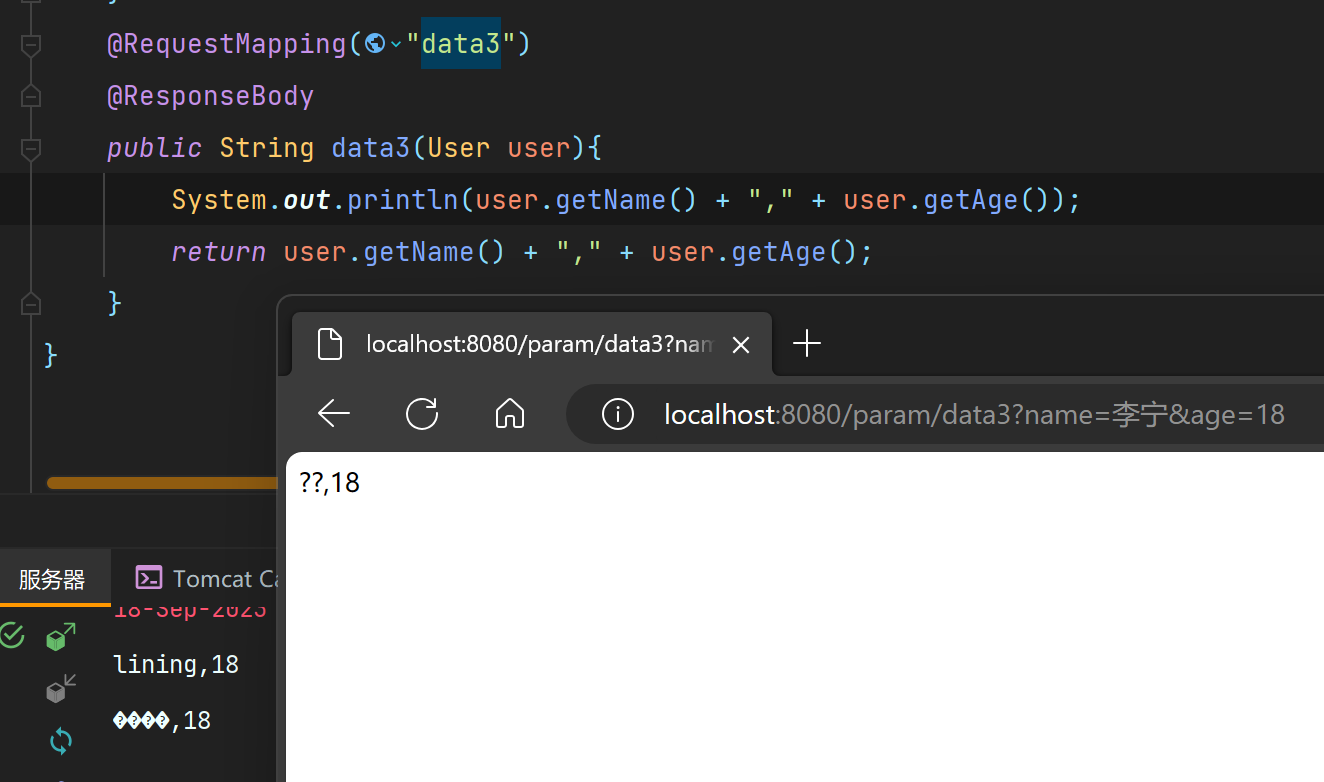 @RequestMapping("data3")
@ResponseBody
public String data3(User user){
System.out.println(user.getName() + "," + user.getAge());
return user.getName() + "," + user.getAge();
}
}
localhost:8080/param/data3?nam
localhost:8080/param/data3?name=李宁&age=18
??,18
服务器
Tomcat Ca
18-Sep-2023
lining,18
����,18